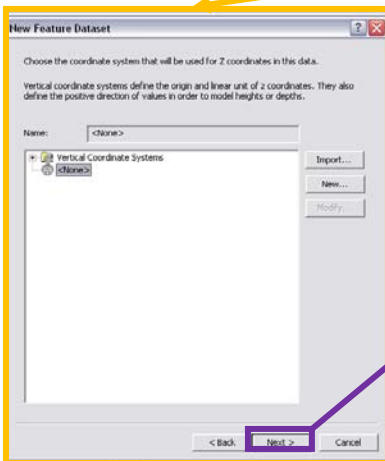 New Feature Dataset
Choose the coordinate system that will be used for Z coordinates in this data.
Vertical coordinate systems define the origin and linear unit of z coordinates. They also
define the positive direction of values in order to model heights or depths.
Name: <None>
Vertical Coordinate Systems
<None>
Import...
New...
Modify...
< Back Next > Cancel